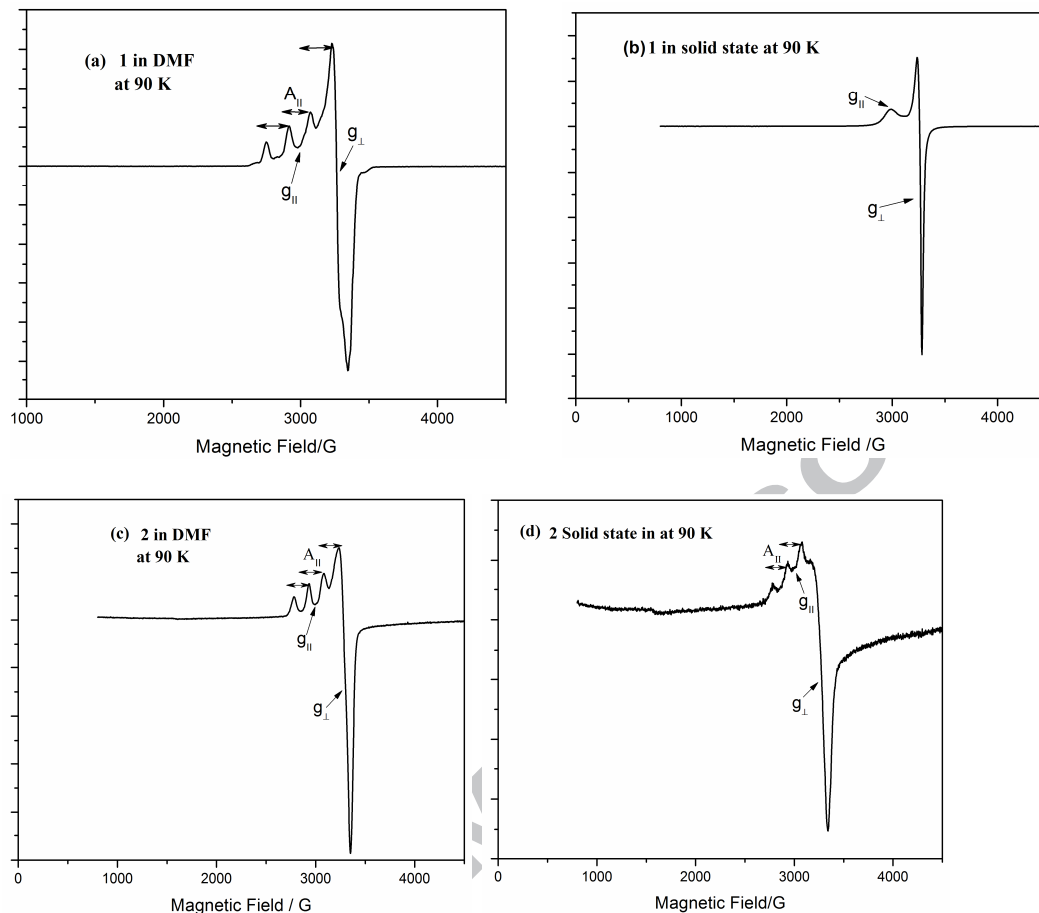 (a) 1 in DMF
at 90 K
A||
g⊥
g||
1000 2000 3000 4000
Magnetic Field/G
(b) 1 in solid state at 90 K
g||
g⊥
0 1000 2000 3000 4000
Magnetic Field /G
(c) 2 in DMF
at 90 K
A||
g||
g⊥
0 1000 2000 3000 4000
Magnetic Field / G
(d) 2 Solid state in at 90 K
A||
g||
g⊥
0 1000 2000 3000 4000
Magnetic Field/G